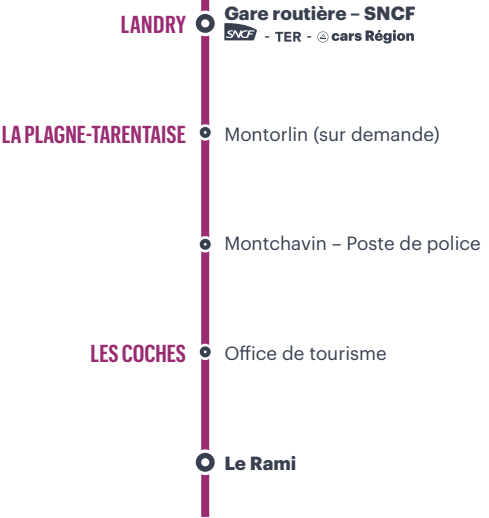 LANDRY
Gare routière – SNCF
SNCF - TER - cars Région
LA PLAGNE-TARENTAISE
Montorlin (sur demande)
Montchavin – Poste de police
LES COCHES
Office de tourisme
Le Rami